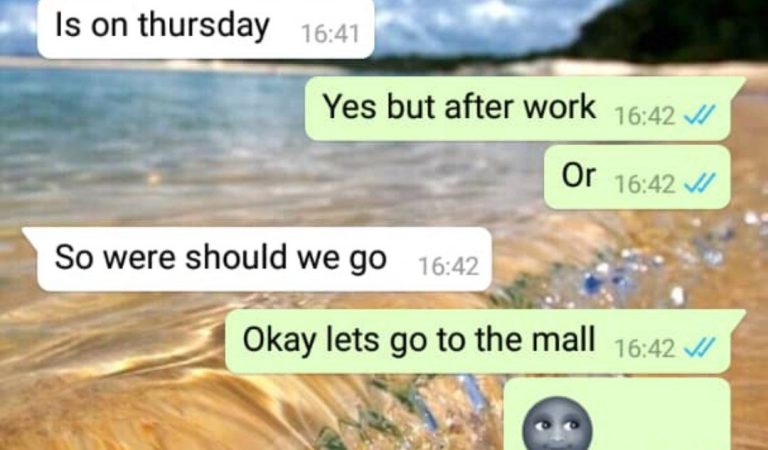 Is on thursday 16:41
Yes but after work 16:42
Or 16:42
So were should we go 16:42
Okay lets go to the mall 16:42